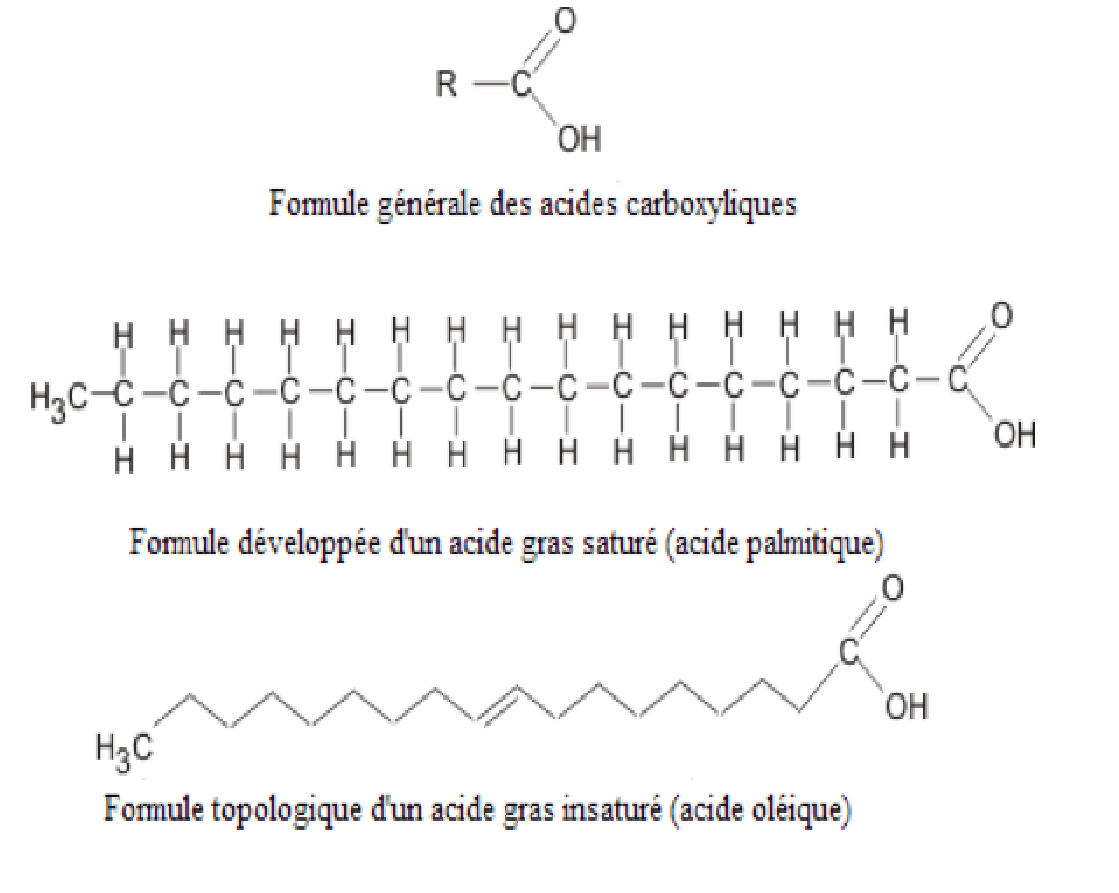 O
R — C
OH
Formule générale des acides carboxyliques
H H H H H H H H H H H H H H H O
H₃C–C–C–C–C–C–C–C–C–C–C–C–C–C–C–C–C
H H H H H H H H H H H H H H H OH
Formule développée d'un acide gras saturé (acide palmitique)
O
C
OH
H₃C
Formule topologique d'un acide gras insaturé (acide oléique)